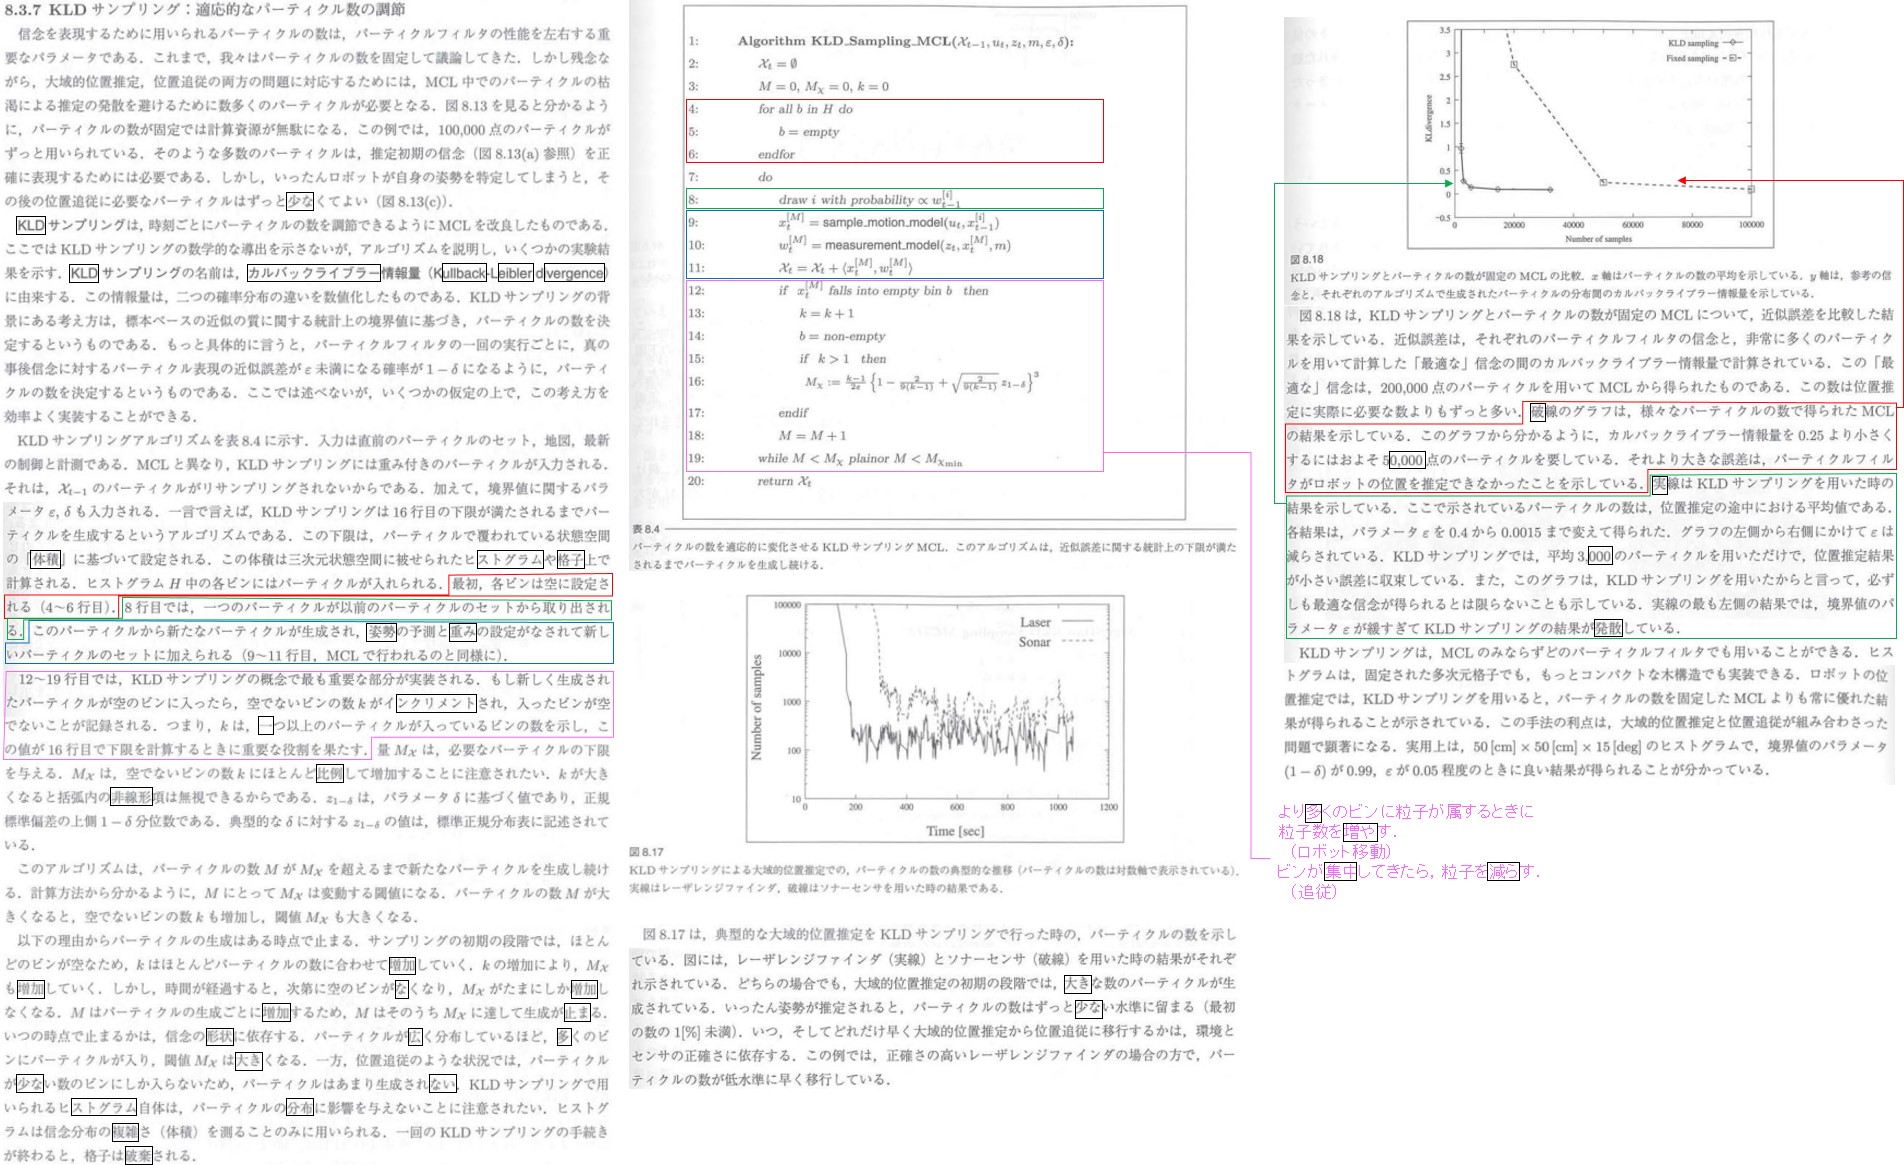 8.3.7 KLD サンプリング：適応的なパーティクル数の調節
信念を表現するために用いられるパーティクルの数は，パーティクルフィルタの性能を左右する重
要なパラメータである．これまで，我々はパーティクルの数を固定して議論してきた．しかし残念な
がら，大域的位置推定，位置追従の両方の問題に対応するためには，MCL 中でのパーティクルの枯
渇による推定の発散を避けるために数多くのパーティクルが必要となる．図 8.13 を見ると分かるよう
に，パーティクルの数が固定では計算資源が無駄になる．この例では，100,000 点のパーティクルが
ずっと用いられている．そのような多数のパーティクルは，推定初期の信念（図 8.13(a) 参照）を正
確に表現するためには必要である．しかし，いったんロボットが自身の姿勢を特定してしまうと，そ
の後の位置追従に必要なパーティクルはずっと少なくてよい（図 8.13(c)）．
KLD サンプリングは，時刻ごとにパーティクルの数を調節できるように MCL を改良したものである．
ここでは KLD サンプリングの数学的な導出を示さないが，アルゴリズムを説明し，いくつかの実験結
果を示す．KLD サンプリングの名前は，カルバックライブラー情報量（Kullback-Leibler divergence）
に由来する．この情報量は，二つの確率分布の違いを数値化したものである．KLD サンプリングの背
景にある考え方は，標本ベースの近似の質に関する統計上の境界値に基づき，パーティクルの数を決
定するというものである．もっと具体的に言うと，パーティクルフィルタの一回の実行ごとに，真の
事後信念に対するパーティクル表現の近似誤差が ε 未満になる確率が 1 − δ になるように，パーティ
クルの数を決定するというものである．ここでは述べないが，いくつかの仮定の上で，この考え方を
効率よく実装することができる．
KLD サンプリングアルゴリズムを表 8.4 に示す．入力は直前のパーティクルのセット，地図，最新
の制御と計測である．MCL と異なり，KLD サンプリングには重み付きのパーティクルが入力される．
それは，𝒳t−1 のパーティクルがリサンプリングされないからである．加えて，境界値に関するパラ
メータ ε, δ も入力される．一言で言えば，KLD サンプリングは 16 行目の下限が満たされるまでパー
ティクルを生成するというアルゴリズムである．この下限は，パーティクルで覆われている状態空間
の「体積」に基づいて設定される．この体積は三次元状態空間に被せられたヒストグラムや格子上で
計算される．ヒストグラム H 中の各ビンにはパーティクルが入れられる．最初，各ビンは空に設定さ
れる（4〜6 行目）．8 行目では，一つのパーティクルが以前のパーティクルのセットから取り出され
る．このパーティクルから新たなパーティクルが生成され，姿勢の予測と重みの設定がなされて新し
いパーティクルのセットに加えられる（9〜11 行目，MCL で行われるのと同様に）．
12〜19 行目では，KLD サンプリングの概念で最も重要な部分が実装される．もし新しく生成され
たパーティクルが空のビンに入ったら，空でないビンの数 k がインクリメントされ，入ったビンが空
でないことが記録される．つまり，k は，一つ以上のパーティクルが入っているビンの数を示し，こ
の値が 16 行目で下限を計算するときに重要な役割を果たす．量 M𝒳 は，必要なパーティクルの下限
を与える．M𝒳 は，空でないビンの数 k にほとんど比例して増加することに注意されたい．k が大き
くなると括弧内の非線形項は無視できるからである．z1−δ は，パラメータ δ に基づく値であり，正規
標準偏差の上側 1 − δ 分位数である．典型的な δ に対する z1−δ の値は，標準正規分布表に記述されて
いる．
このアルゴリズムは，パーティクルの数 M が M𝒳 を超えるまで新たなパーティクルを生成し続け
る．計算方法から分かるように，M にとって M𝒳 は変動する閾値になる．パーティクルの数 M が大
きくなると，空でないビンの数 k も増加し，閾値 M𝒳 も大きくなる．
以下の理由からパーティクルの生成はある時点で止まる．サンプリングの初期の段階では，ほとん
どのビンが空なため，k はほとんどパーティクルの数に合わせて増加していく．k の増加により，M𝒳
も増加していく．しかし，時間が経過すると，次第に空のビンがなくなり，M𝒳 がたまにしか増加し
なくなる．M はパーティクルの生成ごとに増加するため，M はそのうち M𝒳 に達して生成が止まる．
いつの時点で止まるかは，信念の形状に依存する．パーティクルが広く分布しているほど，多くのビ
ンにパーティクルが入り，閾値 M𝒳 は大きくなる．一方，位置追従のような状況では，パーティクル
が少ない数のビンにしか入らないため，パーティクルはあまり生成されない．KLD サンプリングで用
いられるヒストグラム自体は，パーティクルの分布に影響を与えないことに注意されたい．ヒストグ
ラムは信念分布の複雑さ（体積）を測ることのみに用いられる．一回の KLD サンプリングの手続き
が終わると，格子は破棄される．
1: Algorithm KLD_Sampling_MCL(𝒳t−1, ut, zt, m, ε, δ):
2: 𝒳t = ∅
3: M = 0, M𝒳 = 0, k = 0
4: for all b in H do
5: b = empty
6: endfor
7: do
8: draw i with probability ∝ w[i]t−1
9: x[M]t = sample_motion_model(ut, x[i]t−1)
10: w[M]t = measurement_model(zt, x[M]t, m)
11: 𝒳t = 𝒳t + ⟨x[M]t, w[M]t⟩
12: if x[M]t falls into empty bin b then
13: k = k + 1
14: b = non-empty
15: if k > 1 then
16: M𝒳 := k−1/2ε {1 − 2/9(k−1) + √2/9(k−1) z1−δ}3
17: endif
18: M = M + 1
19: while M < M𝒳 plainor M < M𝒳min
20: return 𝒳t
表 8.4
パーティクルの数を適応的に変化させる KLD サンプリング MCL．このアルゴリズムは，近似誤差に関する統計上の下限が満た
されるまでパーティクルを生成し続ける．
100000
10000
1000
100
10
Number of samples
Laser
Sonar
0 200 400 600 800 1000 1200
Time [sec]
図 8.17
KLD サンプリングによる大域的位置推定での，パーティクルの数の典型的な推移（パーティクルの数は対数軸で表示されている）．
実線はレーザレンジファインダ，破線はソナーセンサを用いた時の結果である．
図 8.17 は，典型的な大域的位置推定を KLD サンプリングで行った時の，パーティクルの数を示し
ている．図には，レーザレンジファインダ（実線）とソナーセンサ（破線）を用いた時の結果がそれぞ
れ示されている．どちらの場合でも，大域的位置推定の初期の段階では，大きな数のパーティクルが生
成されている．いったん姿勢が推定されると，パーティクルの数はずっと少ない水準に留まる（最初
の数の 1[%] 未満）．いつ，そしてどれだけ早く大域的位置推定から位置追従に移行するかは，環境と
センサの正確さに依存する．この例では，正確さの高いレーザレンジファインダの場合の方で，パー
ティクルの数が低水準に早く移行している．
3.5
3
2.5
2
1.5
1
0.5
0
−0.5
KLdivergence
KLD sampling
Fixed sampling
0 20000 40000 60000 80000 100000
Number of samples
図 8.18
KLD サンプリングとパーティクルの数が固定の MCL の比較．x 軸はパーティクルの数の平均を示している．y 軸は，参考の信
念と，それぞれのアルゴリズムで生成されたパーティクルの分布間のカルバックライブラー情報量を示している．
図 8.18 は，KLD サンプリングとパーティクルの数が固定の MCL について，近似誤差を比較した結
果を示している．近似誤差は，それぞれのパーティクルフィルタの信念と，非常に多くのパーティク
ルを用いて計算した「最適な」信念の間のカルバックライブラー情報量で計算されている．この「最
適な」信念は，200,000 点のパーティクルを用いて MCL から得られたものである．この数は位置推
定に実際に必要な数よりもずっと多い．破線のグラフは，様々なパーティクルの数で得られた MCL
の結果を示している．このグラフから分かるように，カルバックライブラー情報量を 0.25 より小さく
するにはおよそ 50,000 点のパーティクルを要している．それより大きな誤差は，パーティクルフィル
タがロボットの位置を推定できなかったことを示している．実線は KLD サンプリングを用いた時の
結果を示している．ここで示されているパーティクルの数は，位置推定の途中における平均値である．
各結果は，パラメータ ε を 0.4 から 0.0015 まで変えて得られた．グラフの左側から右側にかけて ε は
減らされている．KLD サンプリングでは，平均 3,000 のパーティクルを用いただけで，位置推定結果
が小さい誤差に収束している．また，このグラフは，KLD サンプリングを用いたからと言って，必ず
しも最適な信念が得られるとは限らないことも示している．実線の最も左側の結果では，境界値のパ
ラメータ ε が緩すぎて KLD サンプリングの結果が発散している．
KLD サンプリングは，MCL のみならずどのパーティクルフィルタでも用いることができる．ヒス
トグラムは，固定された多次元格子でも，もっとコンパクトな木構造でも実装できる．ロボットの位
置推定では，KLD サンプリングを用いると，パーティクルの数を固定した MCL よりも常に優れた結
果が得られることが示されている．この手法の利点は，大域的位置推定と位置追従が組み合わさった
問題で顕著になる．実用上は，50 [cm] × 50 [cm] × 15 [deg] のヒストグラムで，境界値のパラメータ
(1 − δ) が 0.99，ε が 0.05 程度のときに良い結果が得られることが分かっている．
より多くのビンに粒子が属するときに
粒子数を増やす．
（ロボット移動）
ビンが集中してきたら，粒子を減らす．
（追従）